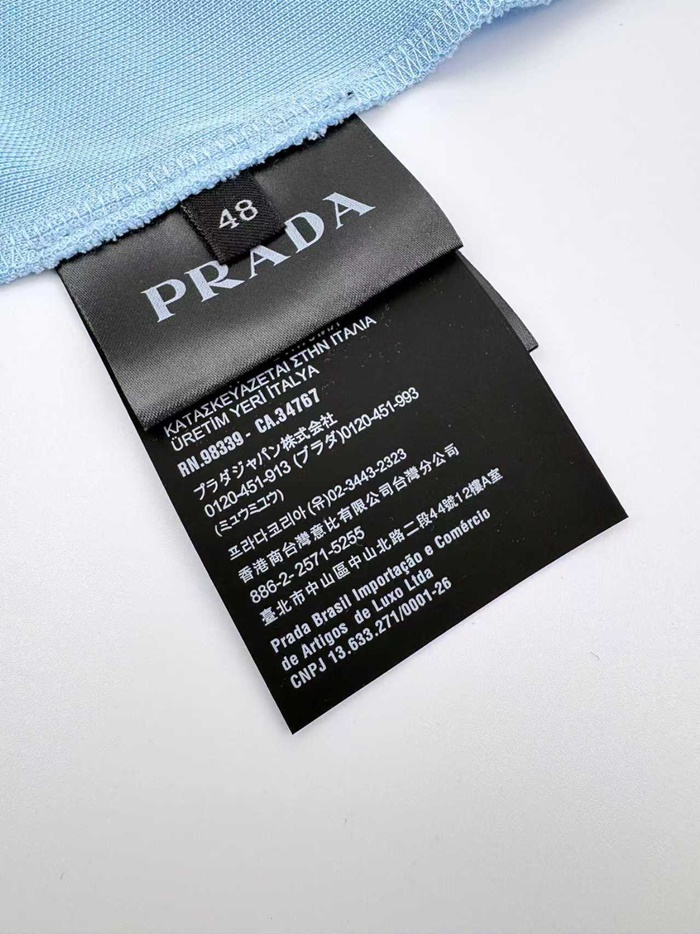 48
PRADA
ΚΑΤΑΣΚΕΥΑΖΕΤΑΙ ΣΤΗΝ ΙΤΑΛΙΑ
ÜRETİM YERİ İTALYA
RN.98339 - CA.34767
プラダジャパン株式会社
0120-451-913 (プラダ)0120-451-993
(ミュウミュウ)
프라다코리아 (유)02-3443-2323
香港商台灣意比有限公司台灣分公司
886-2-2571-5255
臺北市中山區中山北路二段44號12樓A室
Prada Brasil Importação e Comércio
de Artigos de Luxo Ltda
CNPJ 13.633.271/0001-26